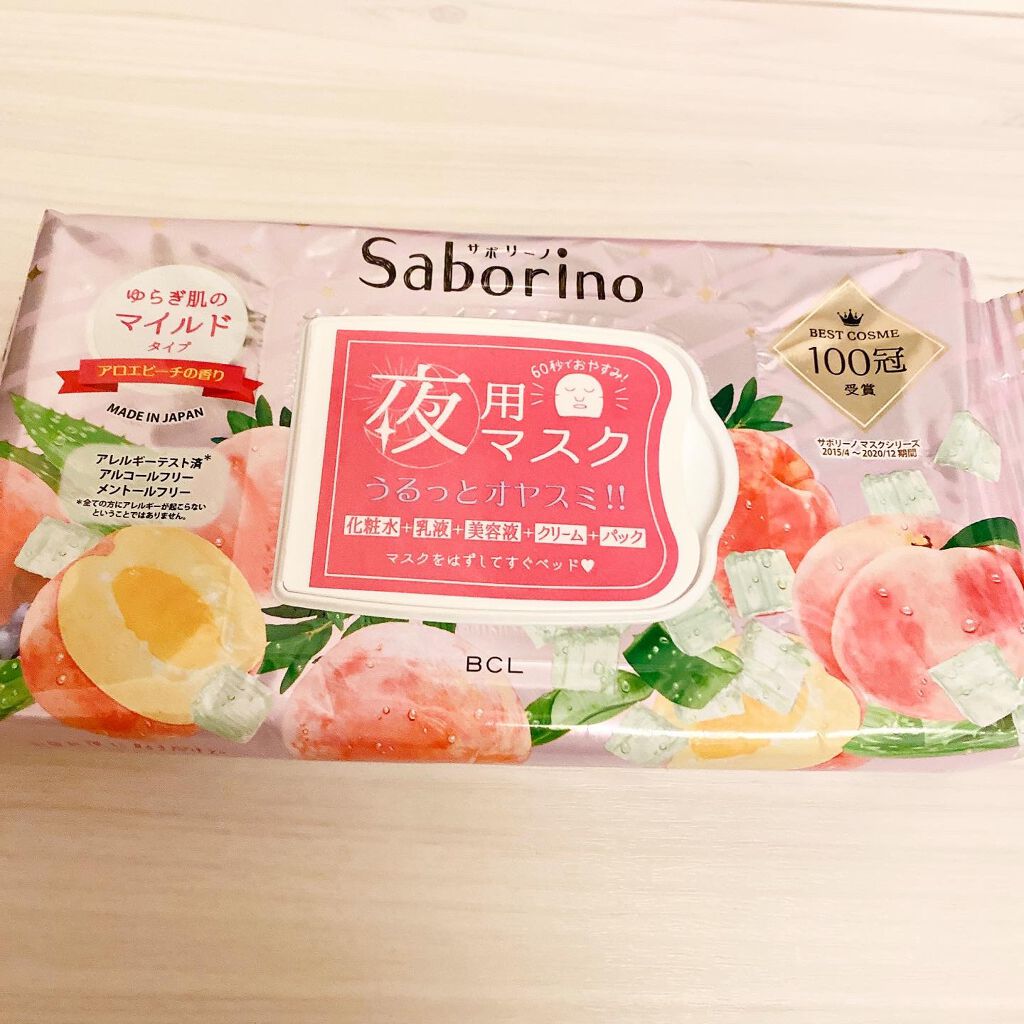 サボリーノ
Saborino
ゆらぎ肌の
マイルド
タイプ
アロエピーチの香り
MADE IN JAPAN
アレルギーテスト済*
アルコールフリー
メントールフリー
*全ての方にアレルギーが起こらない
ということではありません。
60秒でおやすみ!
夜用
マスク
うるっとオヤスミ!!
化粧水+乳液+美容液+クリーム+パック
マスクをはずしてすぐベッド♥
BEST COSME
100冠
受賞
サボリーノ マスクシリーズ
2015/4 ～2020/12 期間
BCL